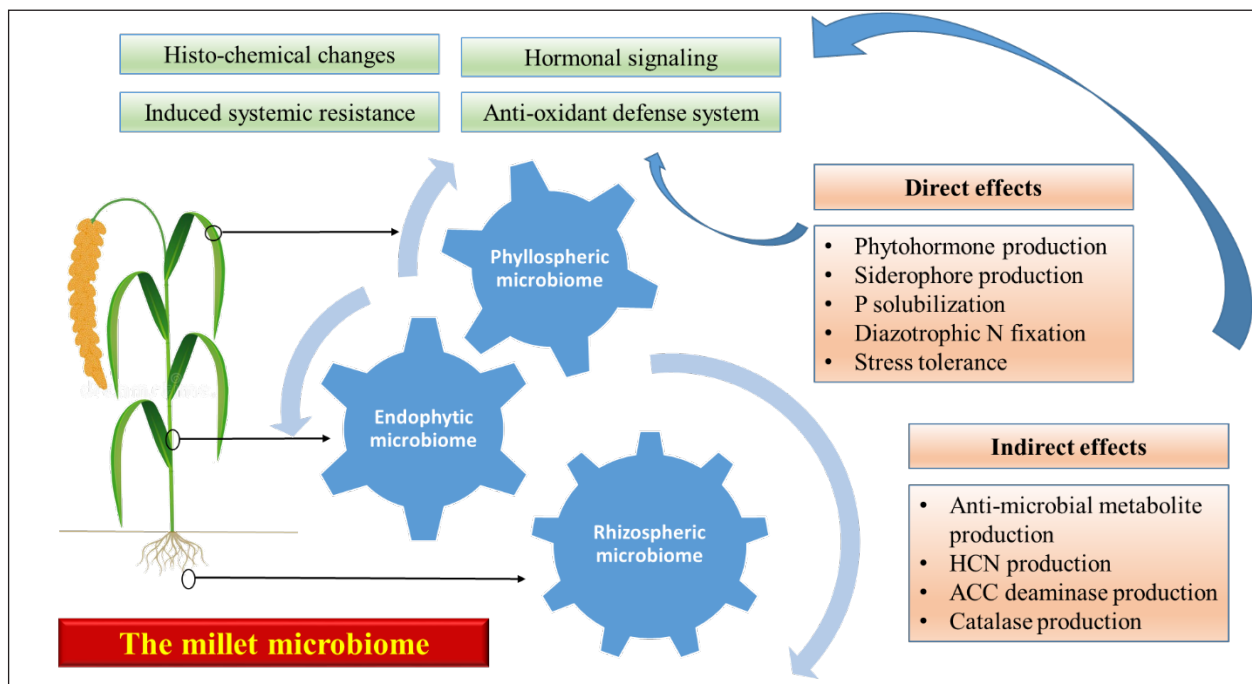 Histo-chemical changes
Hormonal signaling
Induced systemic resistance
Anti-oxidant defense system
Direct effects
• Phytohormone production
• Siderophore production
• P solubilization
• Diazotrophic N fixation
• Stress tolerance
Phyllospheric
microbiome
Endophytic
microbiome
Rhizospheric
microbiome
Indirect effects
• Anti-microbial metabolite
production
• HCN production
• ACC deaminase production
• Catalase production
The millet microbiome